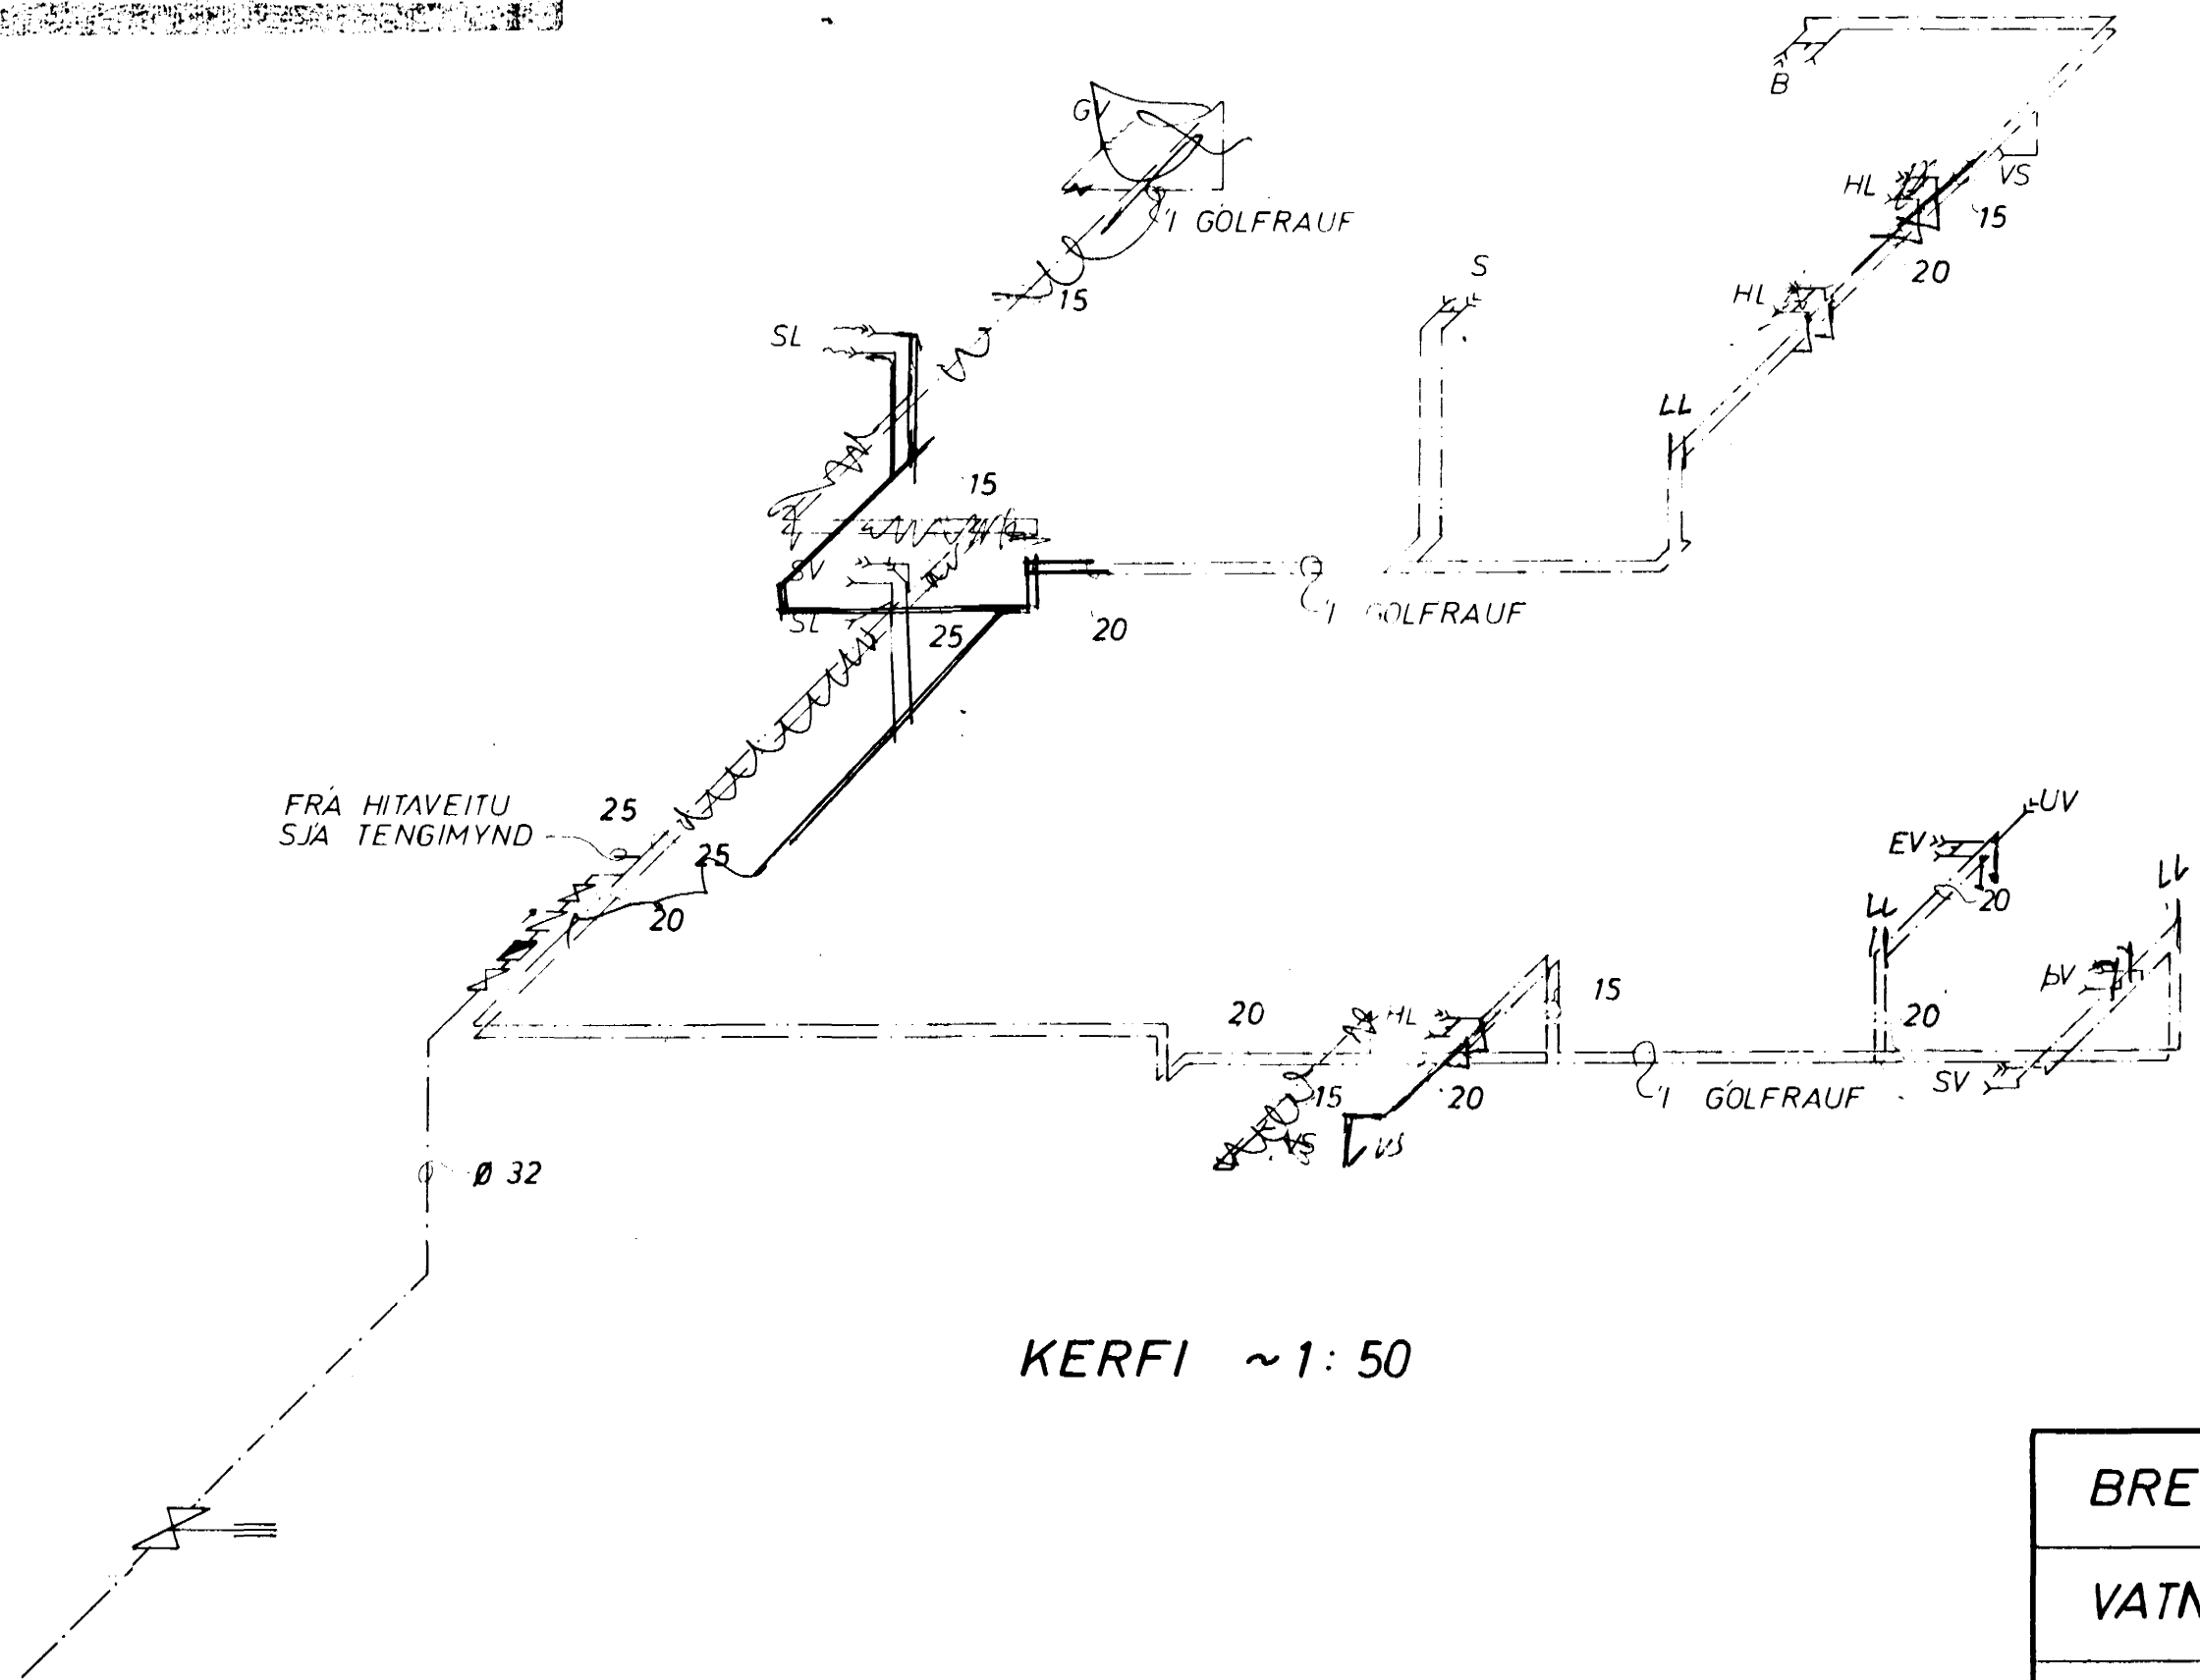 B
GV
HL
VS
15
Í GÓLFRAUF
20
S
HL
15
SL
LL
15
SV
SL
25
20
Í GÓLFRAUF
FRÁ HITAVEITU
SJÁ TENGIMYND
25
25
20
UV
EV
20
LL
LL
ÞV
20
HL
15
20
15
20
Í GÓLFRAUF
SV
VS
VS
Ø 32
KERFI ~1:50
BRE
VATN